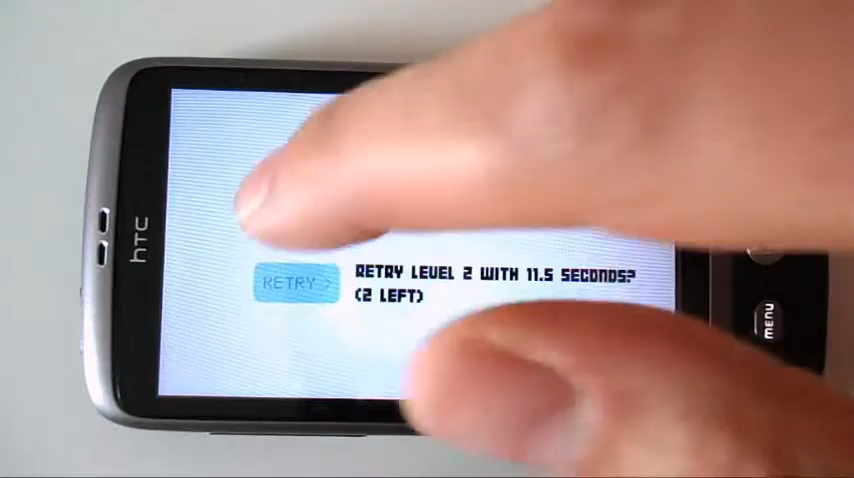 hTC
RETRY >
RETRY LEVEL 2 WITH 11.5 SECONDS?
(2 LEFT)
MENU